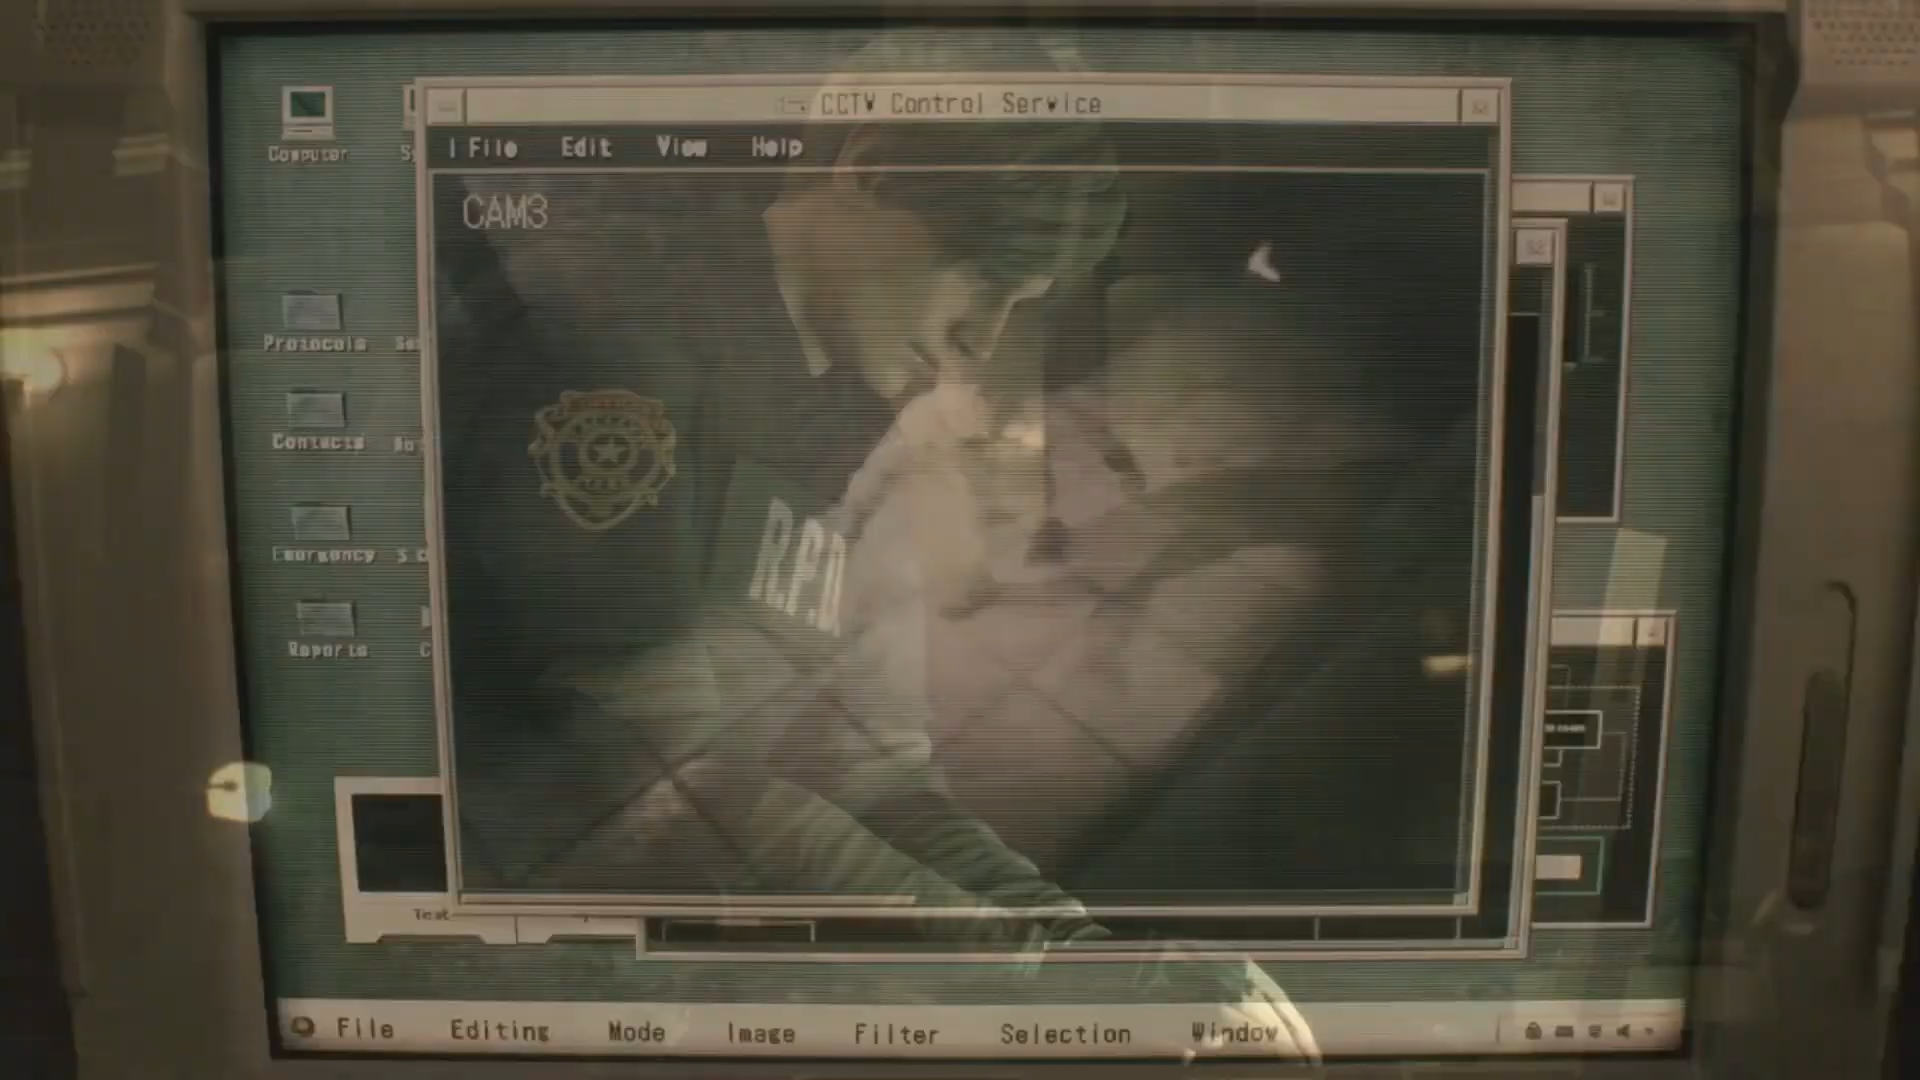 CCTV Control Service
File Edit View Help
CAM3
Computer
Protocols
Contacts
Emergency
Reports
R.P.D
File Editing Mode Image Filter Selection Window